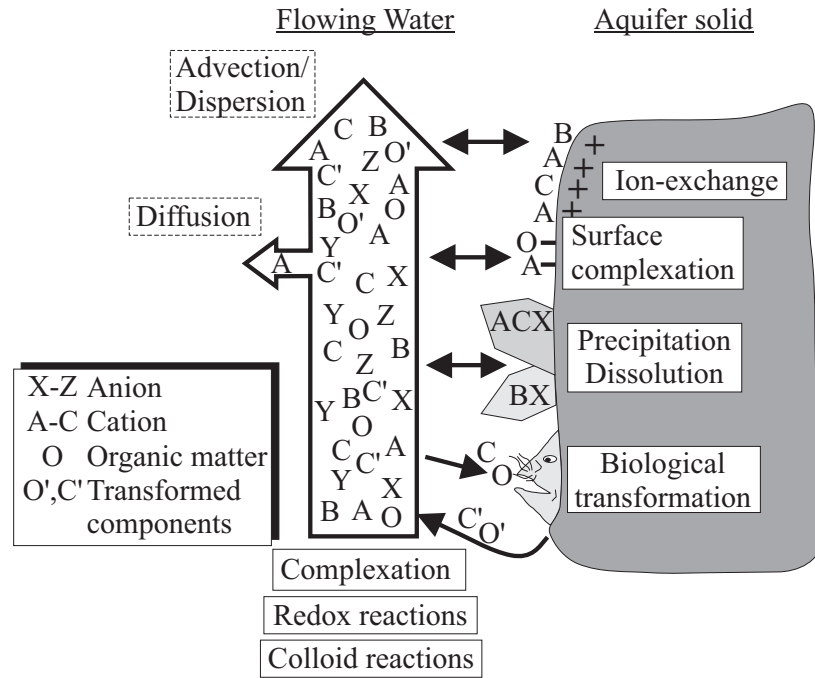 Flowing Water
Aquifer solid
Advection/
Dispersion
C B
A Z O'
C' X A
B O' O
Y A
Diffusion
A
C' C X
Y O Z
C Z B
Y B C' X
O
C C' A
Y X
B A O
B
A
C
A
+
+
+
+
Ion-exchange
O
A
Surface
complexation
ACX
BX
Precipitation
Dissolution
C
O
C'
O'
Biological
transformation
X-Z Anion
A-C Cation
O Organic matter
O',C' Transformed
components
Complexation
Redox reactions
Colloid reactions